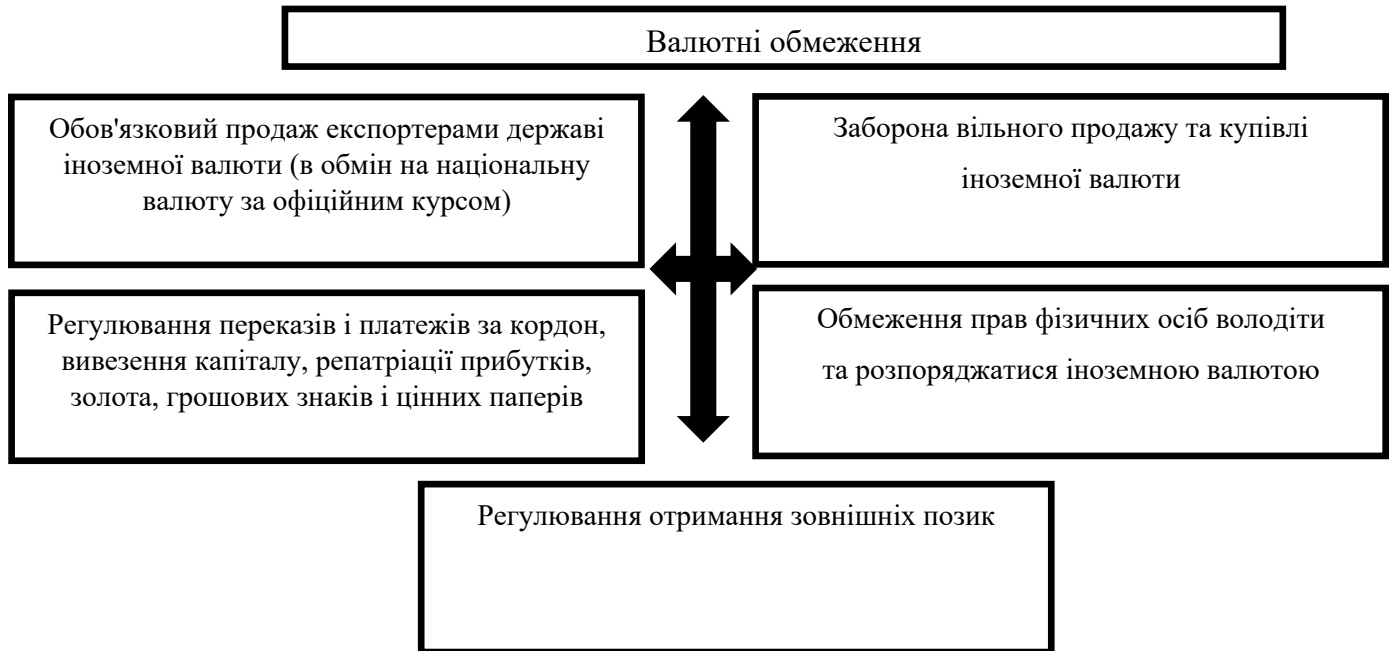 Валютні обмеження
Обов'язковий продаж експортерами державі
іноземної валюти (в обмін на національну
валюту за офіційним курсом)
Заборона вільного продажу та купівлі
іноземної валюти
Регулювання переказів і платежів за кордон,
вивезення капіталу, репатріації прибутків,
золота, грошових знаків і цінних паперів
Обмеження прав фізичних осіб володіти
та розпоряджатися іноземною валютою
Регулювання отримання зовнішніх позик